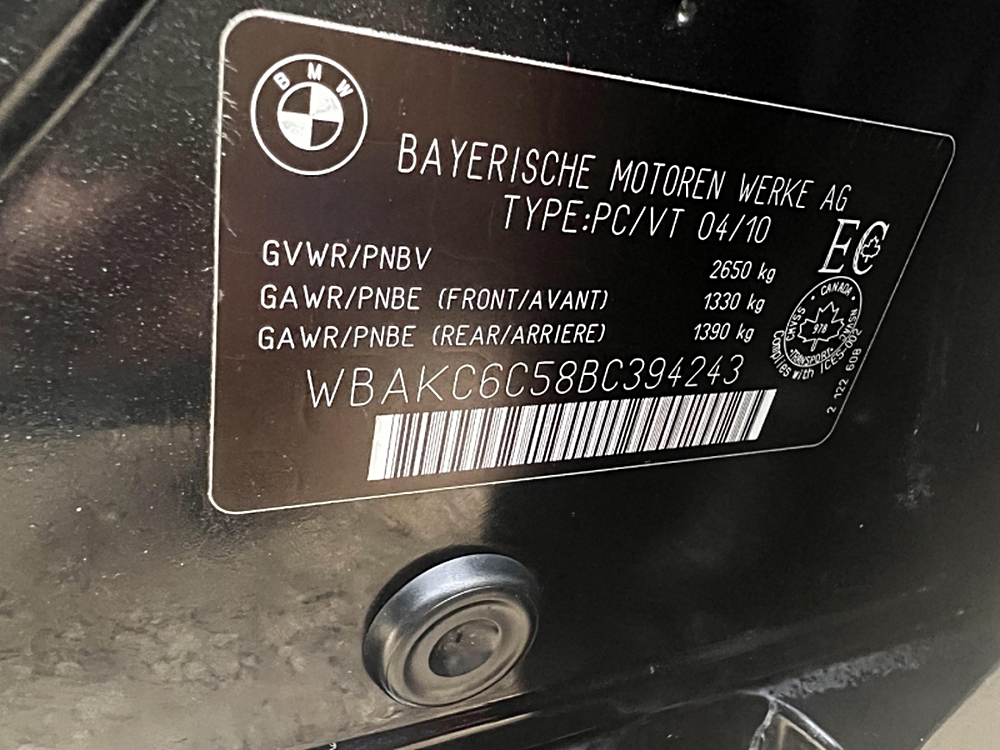 BMW
BAYERISCHE MOTOREN WERKE AG
TYPE:PC/VT 04/10
EC
GVWR/PNBV 2650 kg
GAWR/PNBE (FRONT/AVANT) 1330 kg
GAWR/PNBE (REAR/ARRIERE) 1390 kg
CANADA
CMVSS NSVAC
978
TRANSPORT
Complies with ICES-002
WBAKC6C58BC394243
2 122 608